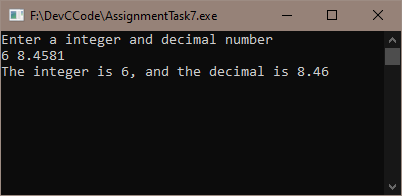 F:\DevCCode\AssignmentTask7.exe
Enter a integer and decimal number
6 8.4581
The integer is 6, and the decimal is 8.46